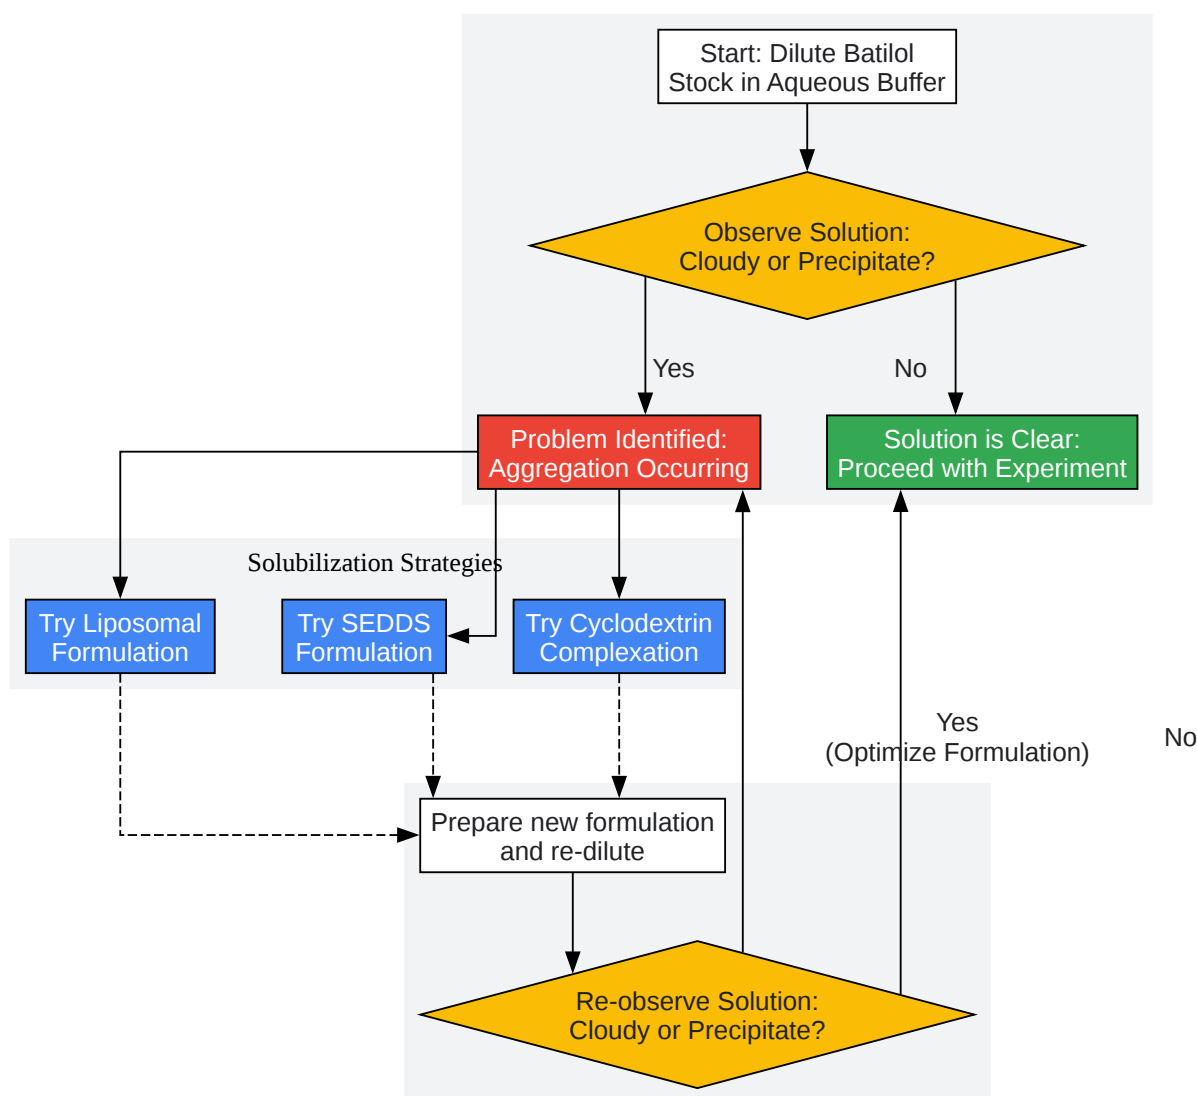 Start: Dilute Batilol
Stock in Aqueous Buffer
Observe Solution:
Cloudy or Precipitate?
Yes
No
Problem Identified:
Aggregation Occurring
Solution is Clear:
Proceed with Experiment
Solubilization Strategies
Try Liposomal
Formulation
Try SEDDS
Formulation
Try Cyclodextrin
Complexation
Yes
(Optimize Formulation)
No
Prepare new formulation
and re-dilute
Re-observe Solution:
Cloudy or Precipitate?